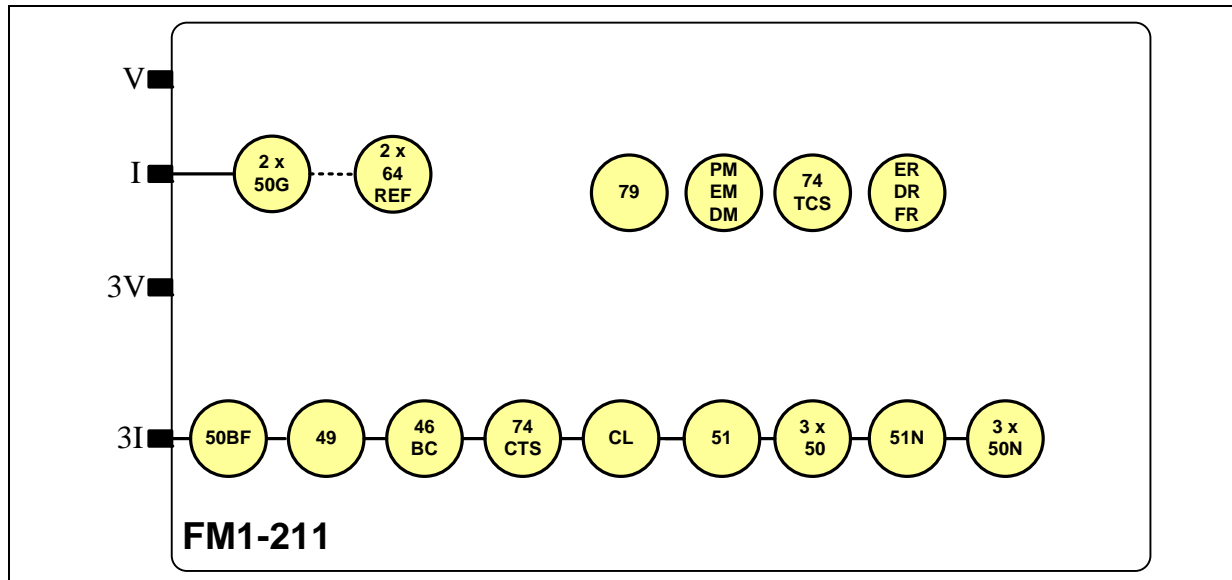 V
I
2 x
50G
2 x
64
REF
79
PM
EM
DM
74
TCS
ER
DR
FR
3V
3I
50BF
49
46
BC
74
CTS
CL
51
3 x
50
51N
3 x
50N
FM1-211